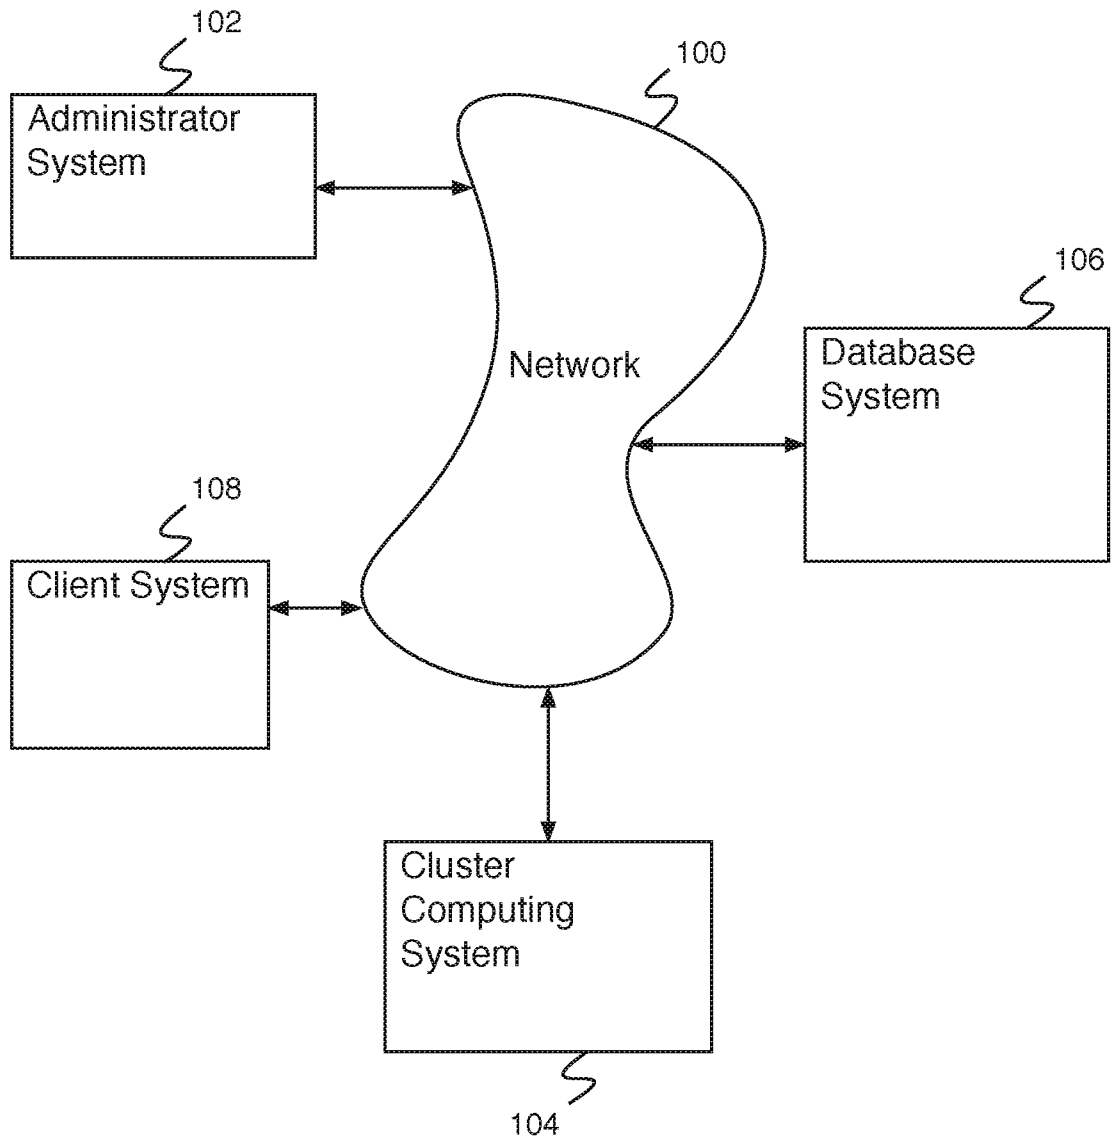 102
100
Administrator
System
106
Network
Database
System
108
Client System
Cluster
Computing
System
104